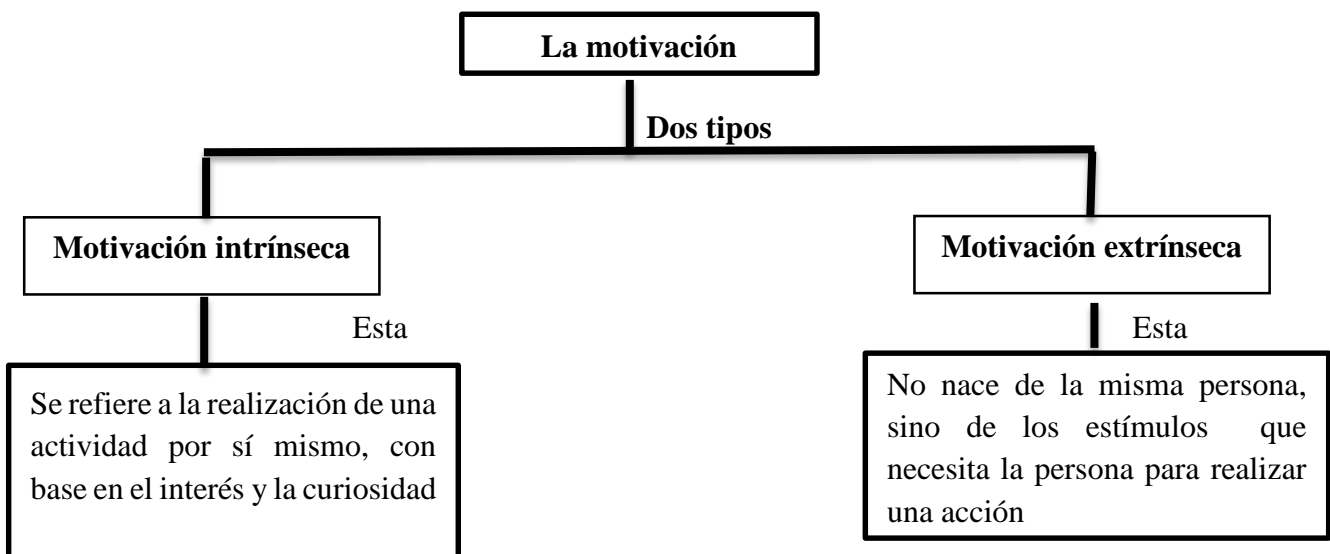 La motivación
Dos tipos
Motivación intrínseca
Motivación extrínseca
Esta
Esta
Se refiere a la realización de una
actividad por sí mismo, con
base en el interés y la curiosidad
No nace de la misma persona,
sino de los estímulos que
necesita la persona para realizar
una acción